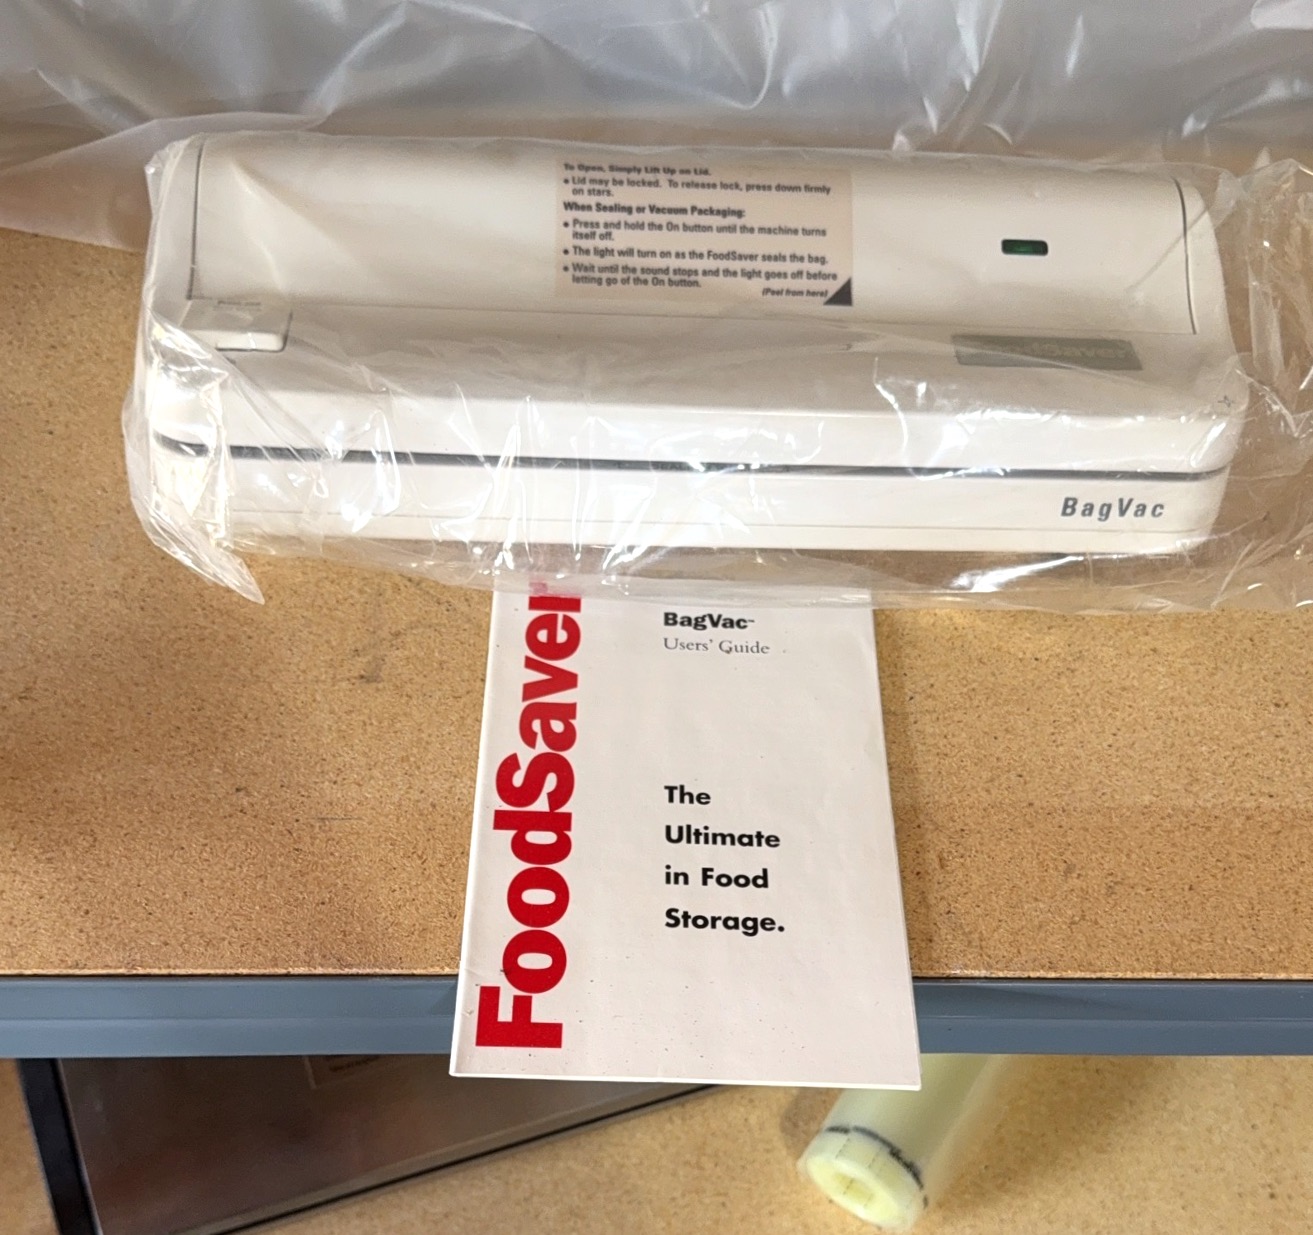 To Open, Simply Lift Up on Lid.
• Lid may be locked. To release lock, press down firmly
on stars.
When Sealing or Vacuum Packaging:
• Press and hold the On button until the machine turns
itself off.
• The light will turn on as the FoodSaver seals the bag.
• Wait until the sound stops and the light goes off before
letting go of the On button.
(Peel from here)
FoodSaver
BagVac
FoodSaver
BagVac™
Users' Guide
The
Ultimate
in Food
Storage.